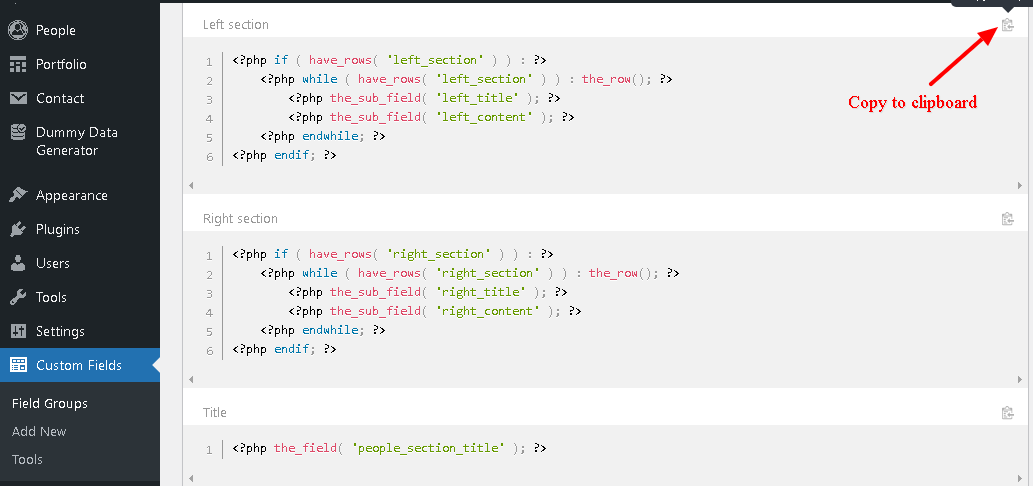 People
Portfolio
Contact
Dummy Data
Generator
Appearance
Plugins
Users
Tools
Settings
Custom Fields
Field Groups
Add New
Tools
Left section
Copy to clipboard
1 <?php if ( have_rows( 'left_section' ) ) : ?>
2 <?php while ( have_rows( 'left_section' ) ) : the_row(); ?>
3 <?php the_sub_field( 'left_title' ); ?>
4 <?php the_sub_field( 'left_content' ); ?>
5 <?php endwhile; ?>
6 <?php endif; ?>
Right section
1 <?php if ( have_rows( 'right_section' ) ) : ?>
2 <?php while ( have_rows( 'right_section' ) ) : the_row(); ?>
3 <?php the_sub_field( 'right_title' ); ?>
4 <?php the_sub_field( 'right_content' ); ?>
5 <?php endwhile; ?>
6 <?php endif; ?>
Title
1 <?php the_field( 'people_section_title' ); ?>